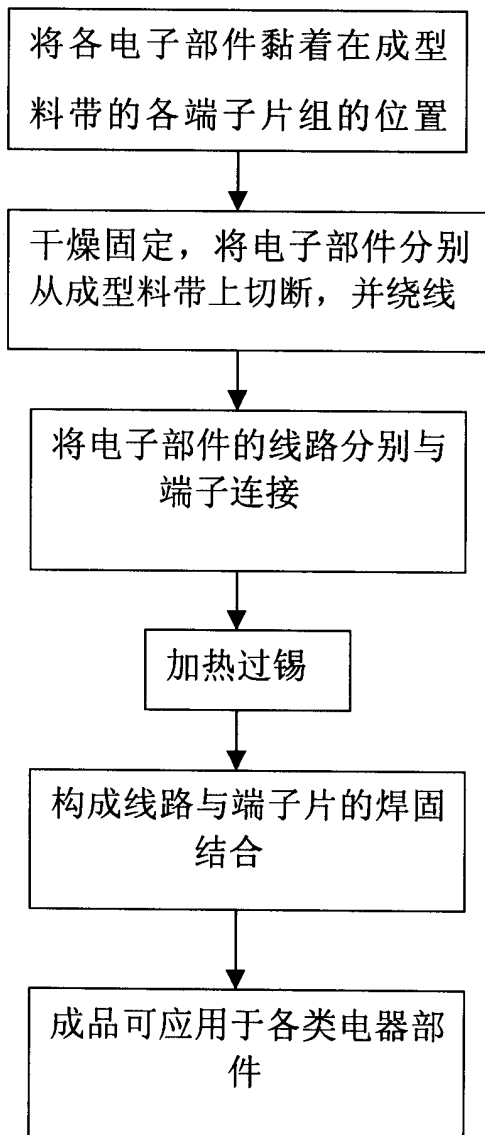 将各电子部件黏着在成型
料带的各端子片组的位置
干燥固定，将电子部件分别
从成型料带上切断，并绕线
将电子部件的线路分别与
端子连接
加热过锡
构成线路与端子片的焊固
结合
成品可应用于各类电器部
件